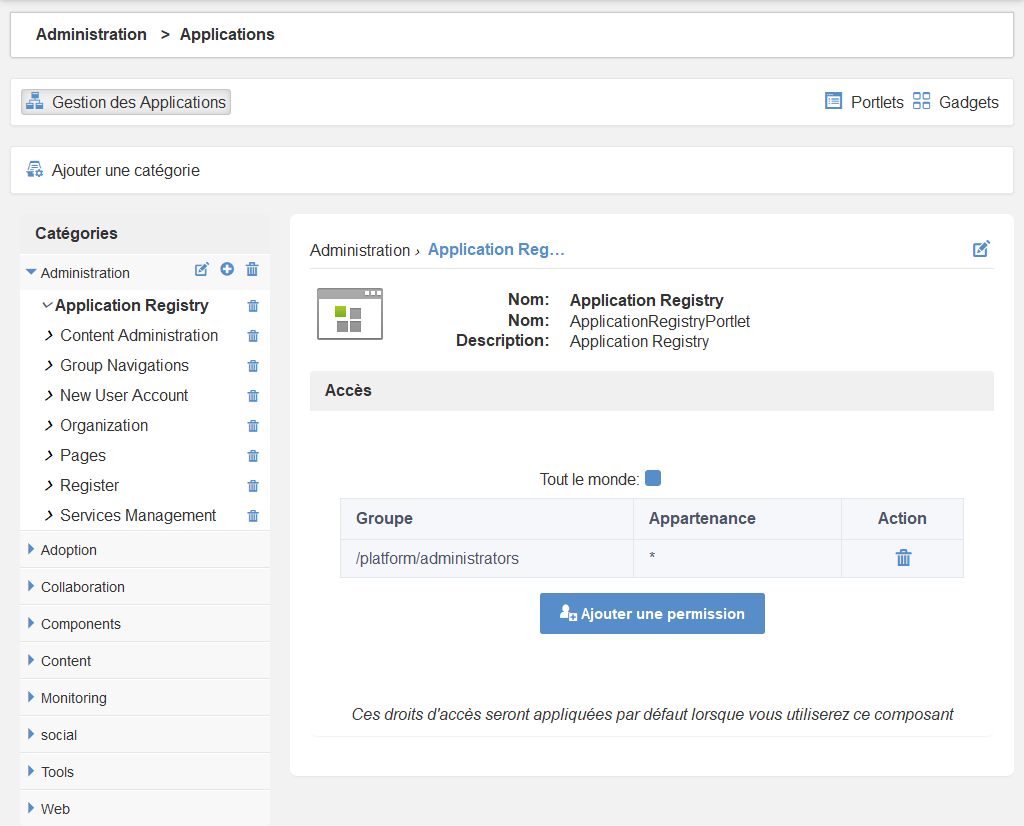 Administration > Applications
Gestion des Applications
Portlets Gadgets
Ajouter une catégorie
Catégories
Administration
Application Registry
Content Administration
Group Navigations
New User Account
Organization
Pages
Register
Services Management
Adoption
Collaboration
Components
Content
Monitoring
social
Tools
Web
Administration › Application Reg…
Nom: Application Registry
Nom: ApplicationRegistryPortlet
Description: Application Registry
Accès
Tout le monde:
Groupe Appartenance Action
/platform/administrators *
Ajouter une permission
Ces droits d'accès seront appliquées par défaut lorsque vous utiliserez ce composant